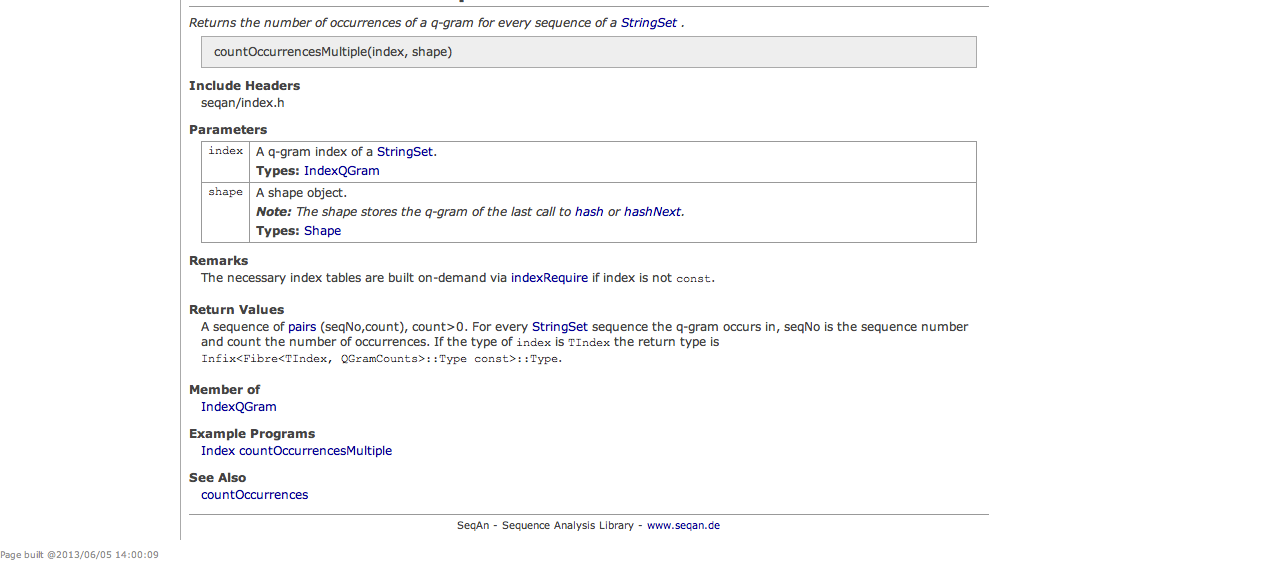 Returns the number of occurrences of a q-gram for every sequence of a StringSet .
countOccurrencesMultiple(index, shape)
Include Headers
seqan/index.h
Parameters
index A q-gram index of a StringSet.
Types: IndexQGram
shape A shape object.
Note: The shape stores the q-gram of the last call to hash or hashNext.
Types: Shape
Remarks
The necessary index tables are built on-demand via indexRequire if index is not const.
Return Values
A sequence of pairs (seqNo,count), count>0. For every StringSet sequence the q-gram occurs in, seqNo is the sequence number
and count the number of occurrences. If the type of index is TIndex the return type is
Infix<Fibre<TIndex, QGramCounts>::Type const>::Type.
Member of
IndexQGram
Example Programs
Index countOccurrencesMultiple
See Also
countOccurrences
SeqAn - Sequence Analysis Library - www.seqan.de
Page built @2013/06/05 14:00:09